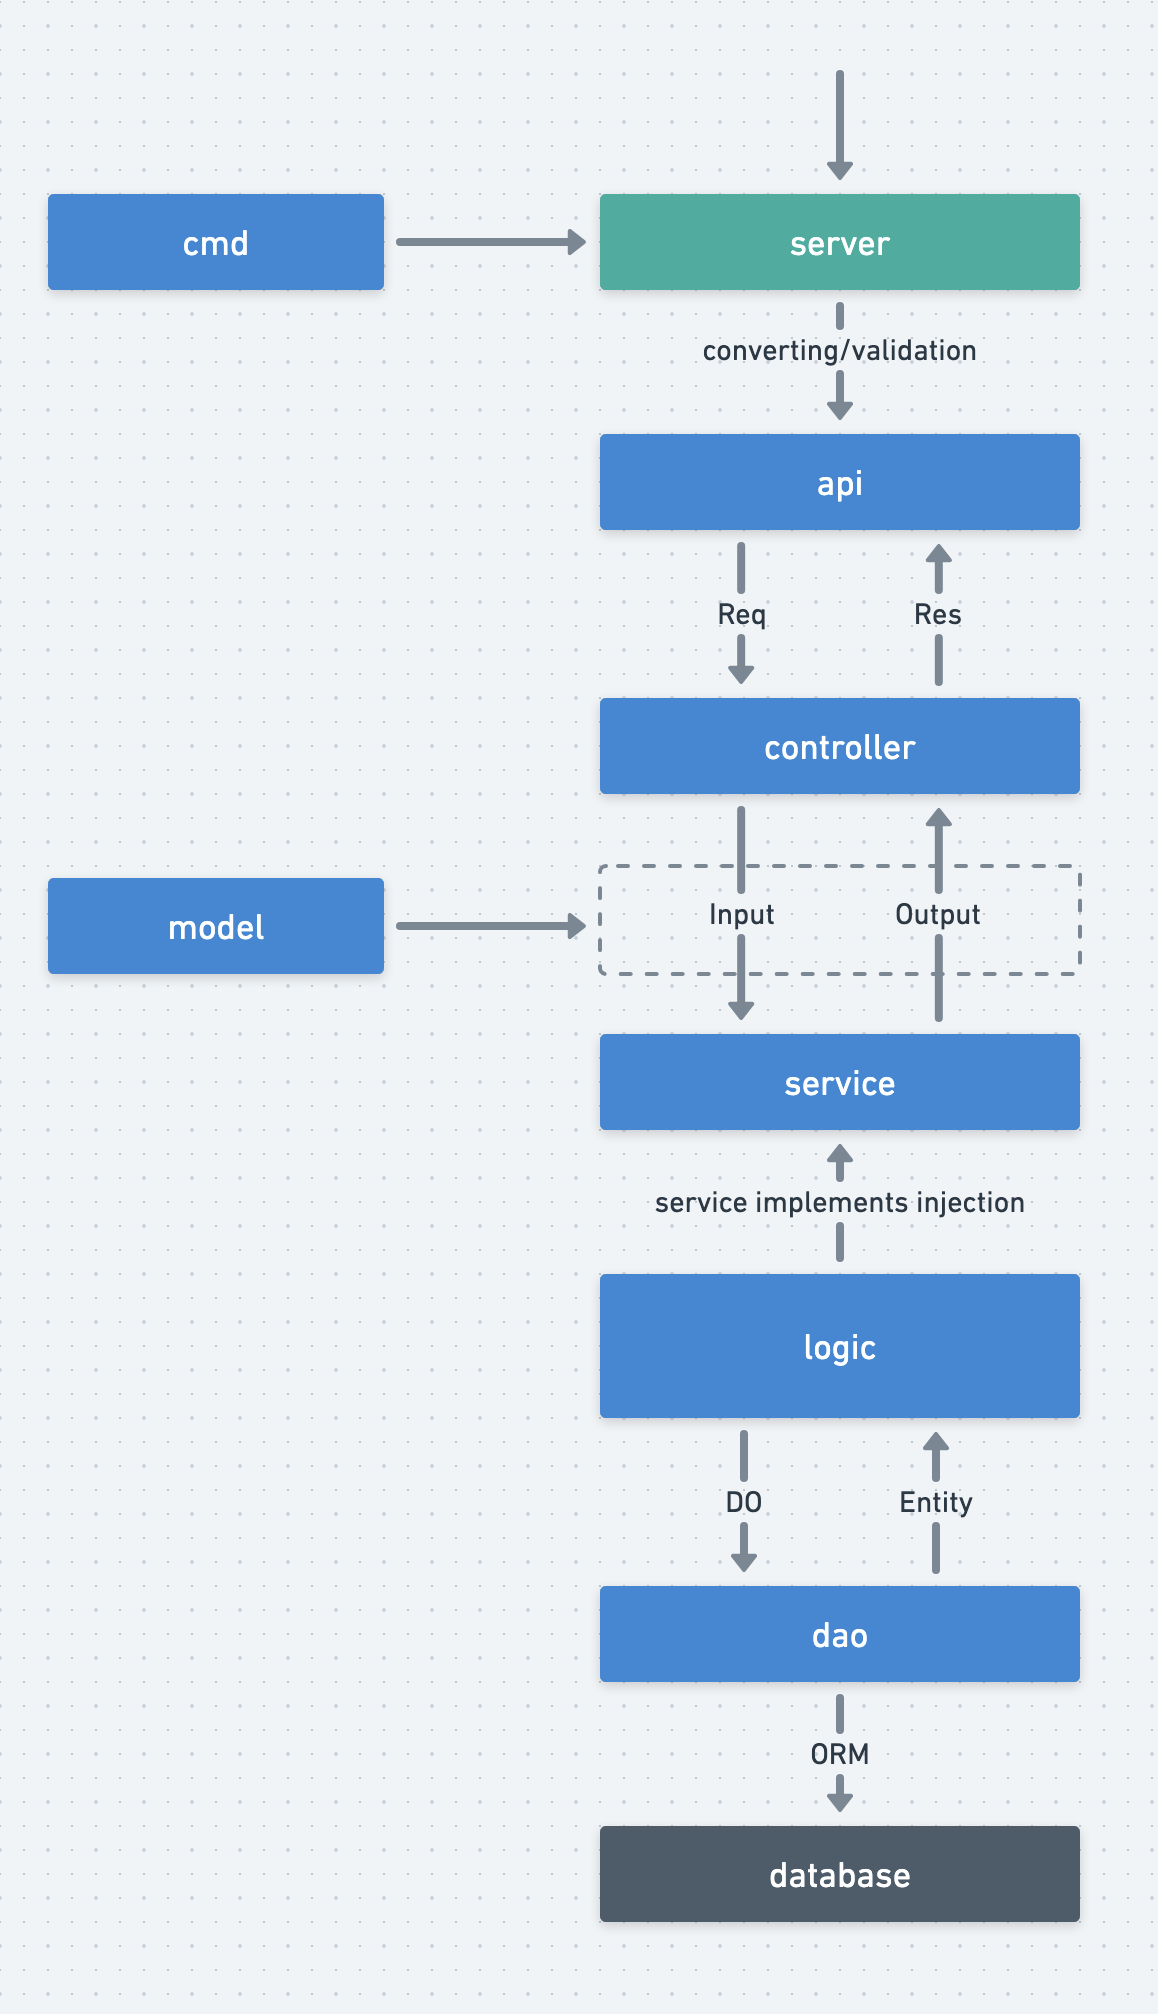 cmd
server
converting/validation
api
Req
Res
controller
model
Input
Output
service
service implements injection
logic
DO
Entity
dao
ORM
database